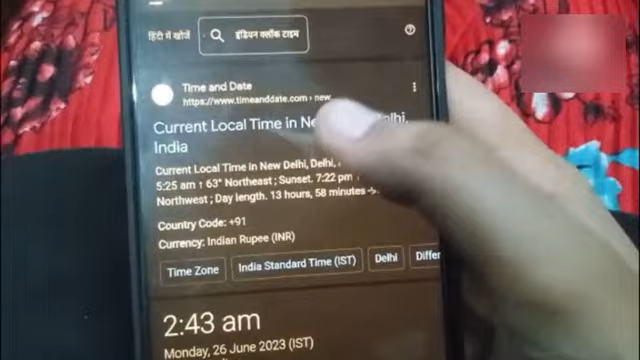 हिंदी में खोजें
इंडियन क्लॉक टाइम
Time and Date
https://www.timeanddate.com › new
Current Local Time in New Delhi,
India
Current Local Time in New Delhi, Delhi,
5:25 am ↑ 63° Northeast ; Sunset. 7:22 pm ↑
Northwest ; Day length. 13 hours, 58 minutes
Country Code: +91
Currency: Indian Rupee (INR)
Time Zone
India Standard Time (IST)
Delhi
Differ
2:43 am
Monday, 26 June 2023 (IST)